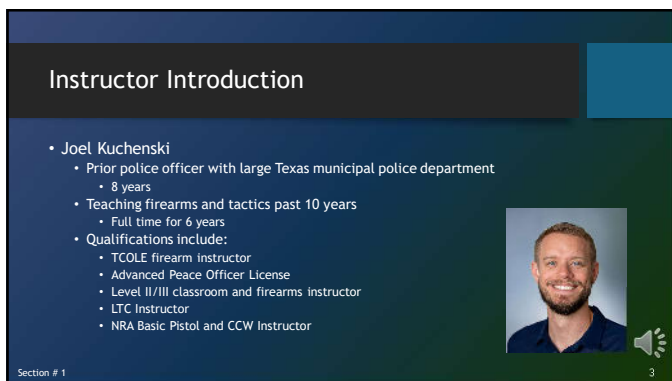 Instructor Introduction
• Joel Kuchenski
• Prior police officer with large Texas municipal police department
• 8 years
• Teaching firearms and tactics past 10 years
• Full time for 6 years
• Qualifications include:
• TCOLE firearm instructor
• Advanced Peace Officer License
• Level II/III classroom and firearms instructor
• LTC Instructor
• NRA Basic Pistol and CCW Instructor
Section # 1
3